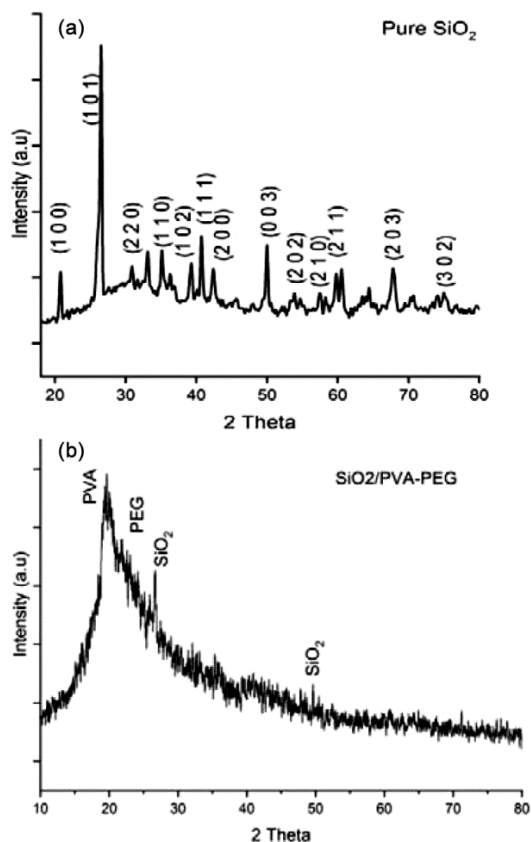 (a)
Pure SiO₂
Intensity (a.u)
(1 0 0)
(1 0 1)
(2 2 0)
(1 1 0)
(1 0 2)
(1 1 1)
(2 0 0)
(0 0 3)
(2 0 2)
(2 1 0)
(2 1 1)
(2 0 3)
(3 0 2)
20 30 40 50 60 70 80
2 Theta
(b)
SiO2/PVA-PEG
Intensity (a.u)
PVA
PEG
SiO₂
SiO₂
10 20 30 40 50 60 70 80
2 Theta